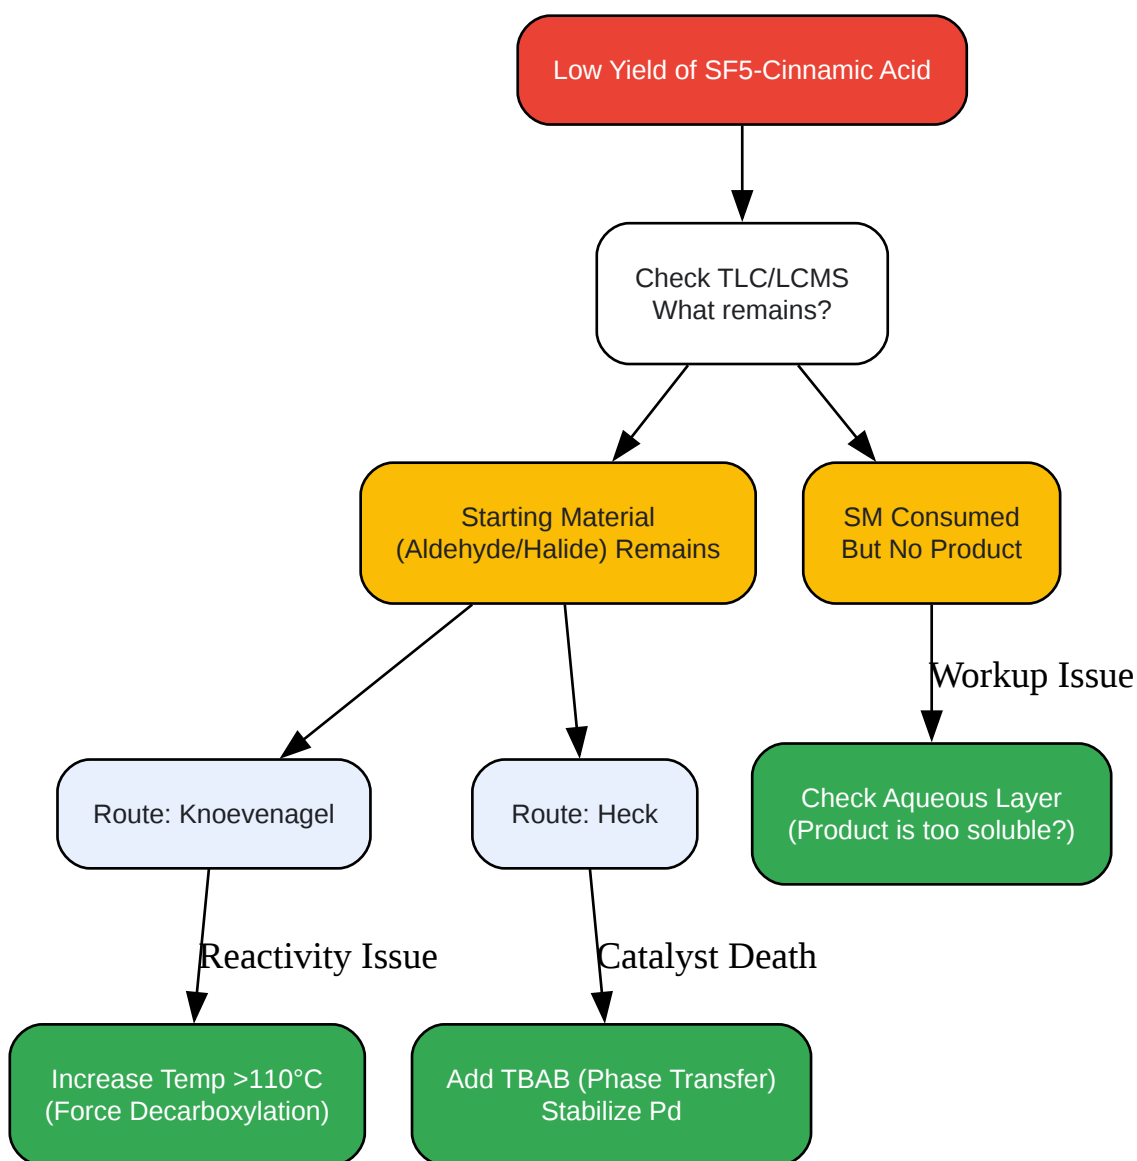 Low Yield of SF5-Cinnamic Acid
Check TLC/LCMS
What remains?
Starting Material
(Aldehyde/Halide) Remains
SM Consumed
But No Product
Workup Issue
Route: Knoevenagel
Route: Heck
Check Aqueous Layer
(Product is too soluble?)
Reactivity Issue
Catalyst Death
Increase Temp >110°C
(Force Decarboxylation)
Add TBAB (Phase Transfer)
Stabilize Pd